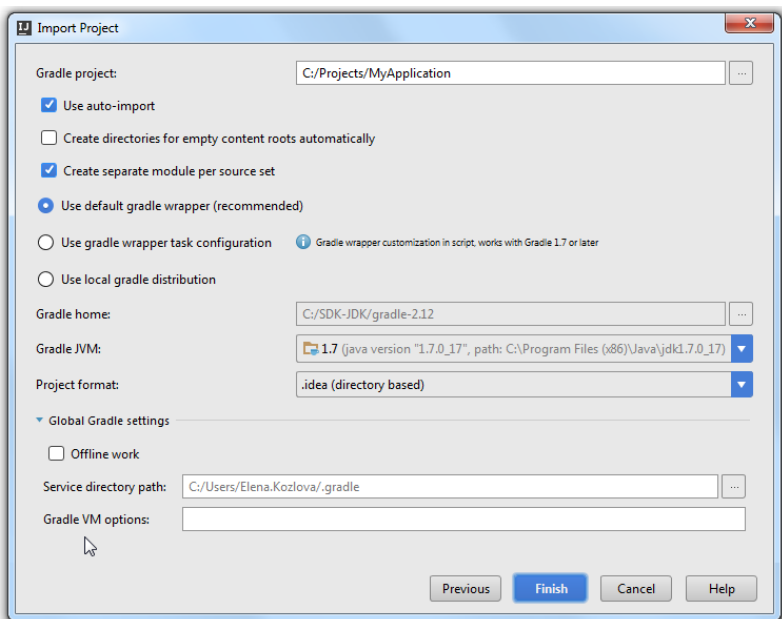 Import Project
Gradle project: C:/Projects/MyApplication ...
Use auto-import
Create directories for empty content roots automatically
Create separate module per source set
Use default gradle wrapper (recommended)
Use gradle wrapper task configuration Gradle wrapper customization in script, works with Gradle 1.7 or later
Use local gradle distribution
Gradle home: C:/SDK-JDK/gradle-2.12 ...
Gradle JVM: 1.7 (java version "1.7.0_17", path: C:\Program Files (x86)\Java\jdk1.7.0_17)
Project format: .idea (directory based)
Global Gradle settings
Offline work
Service directory path: C:/Users/Elena.Kozlova/.gradle ...
Gradle VM options:
Previous Finish Cancel Help